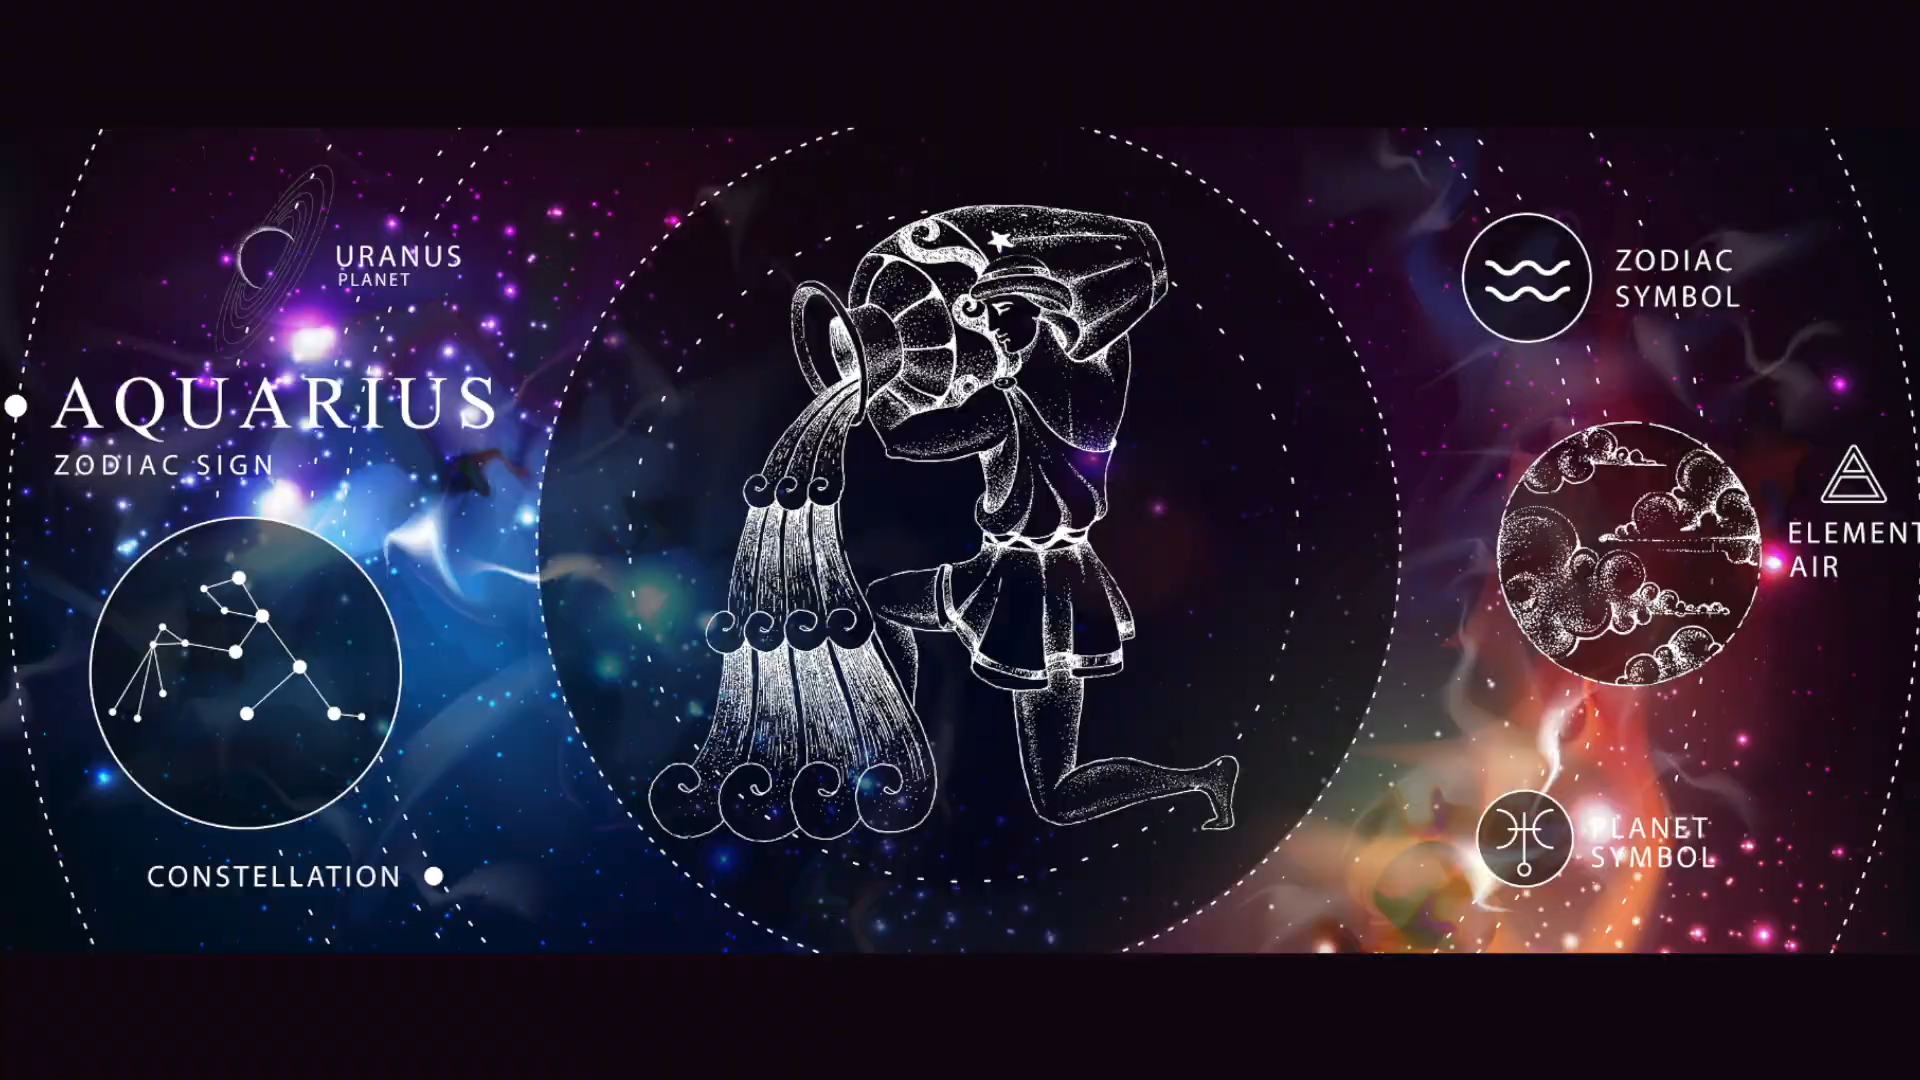 URANUS
PLANET
AQUARIUS
ZODIAC SIGN
CONSTELLATION
ZODIAC
SYMBOL
ELEMENT
AIR
PLANET
SYMBOL